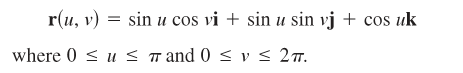 r(u, v) = sin u cos vi + sin u sin vj + cos uk
where 0 ≤ u ≤ π and 0 ≤ v ≤ 2π.